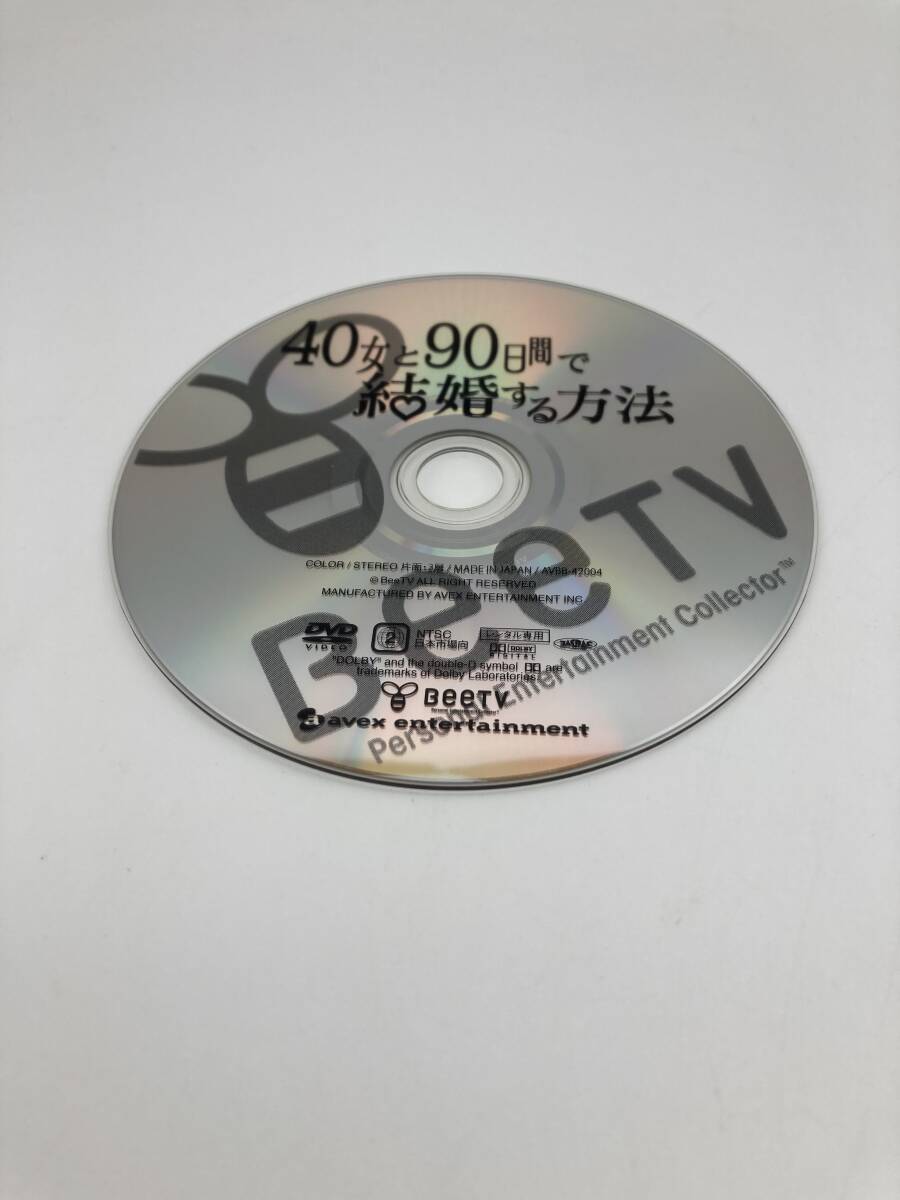 40女と90日間で
結婚する方法
BeeTV
Personal Entertainment Collector™
COLOR / STEREO 片面・2層 / MADE IN JAPAN / AVBB-42004
© BeeTV ALL RIGHT RESERVED
MANUFACTURED BY AVEX ENTERTAINMENT INC.
DVD VIDEO
2
NTSC
日本市場向
レンタル専用
DOLBY DIGITAL
"DOLBY" and the double-D symbol are
trademarks of Dolby Laboratories.
BeeTV
avex entertainment